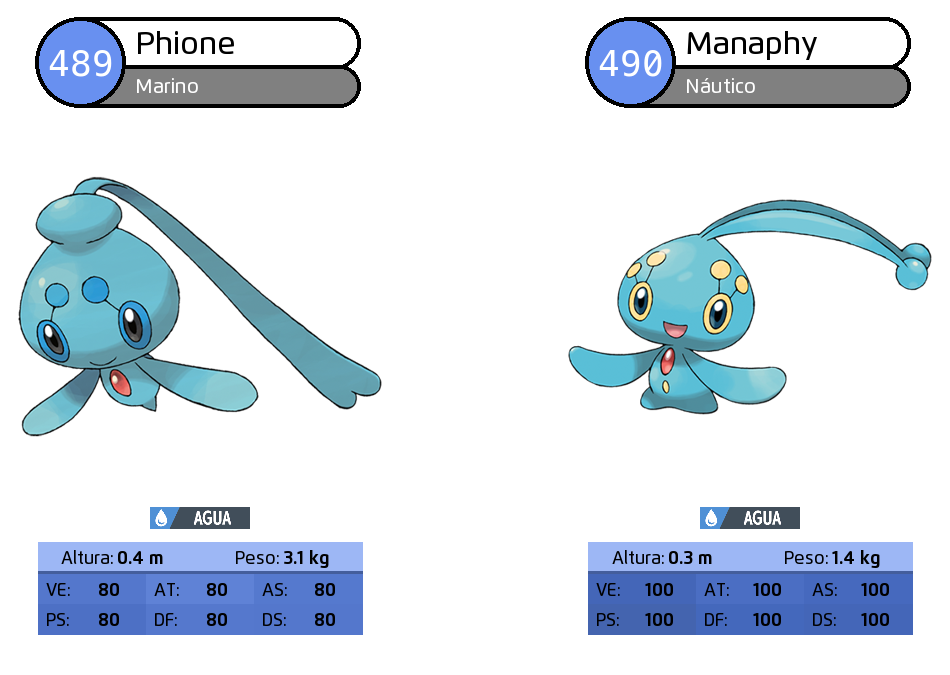 489
Phione
Marino
AGUA
Altura: 0.4 m Peso: 3.1 kg
VE: 80 AT: 80 AS: 80
PS: 80 DF: 80 DS: 80
490
Manaphy
Náutico
AGUA
Altura: 0.3 m Peso: 1.4 kg
VE: 100 AT: 100 AS: 100
PS: 100 DF: 100 DS: 100